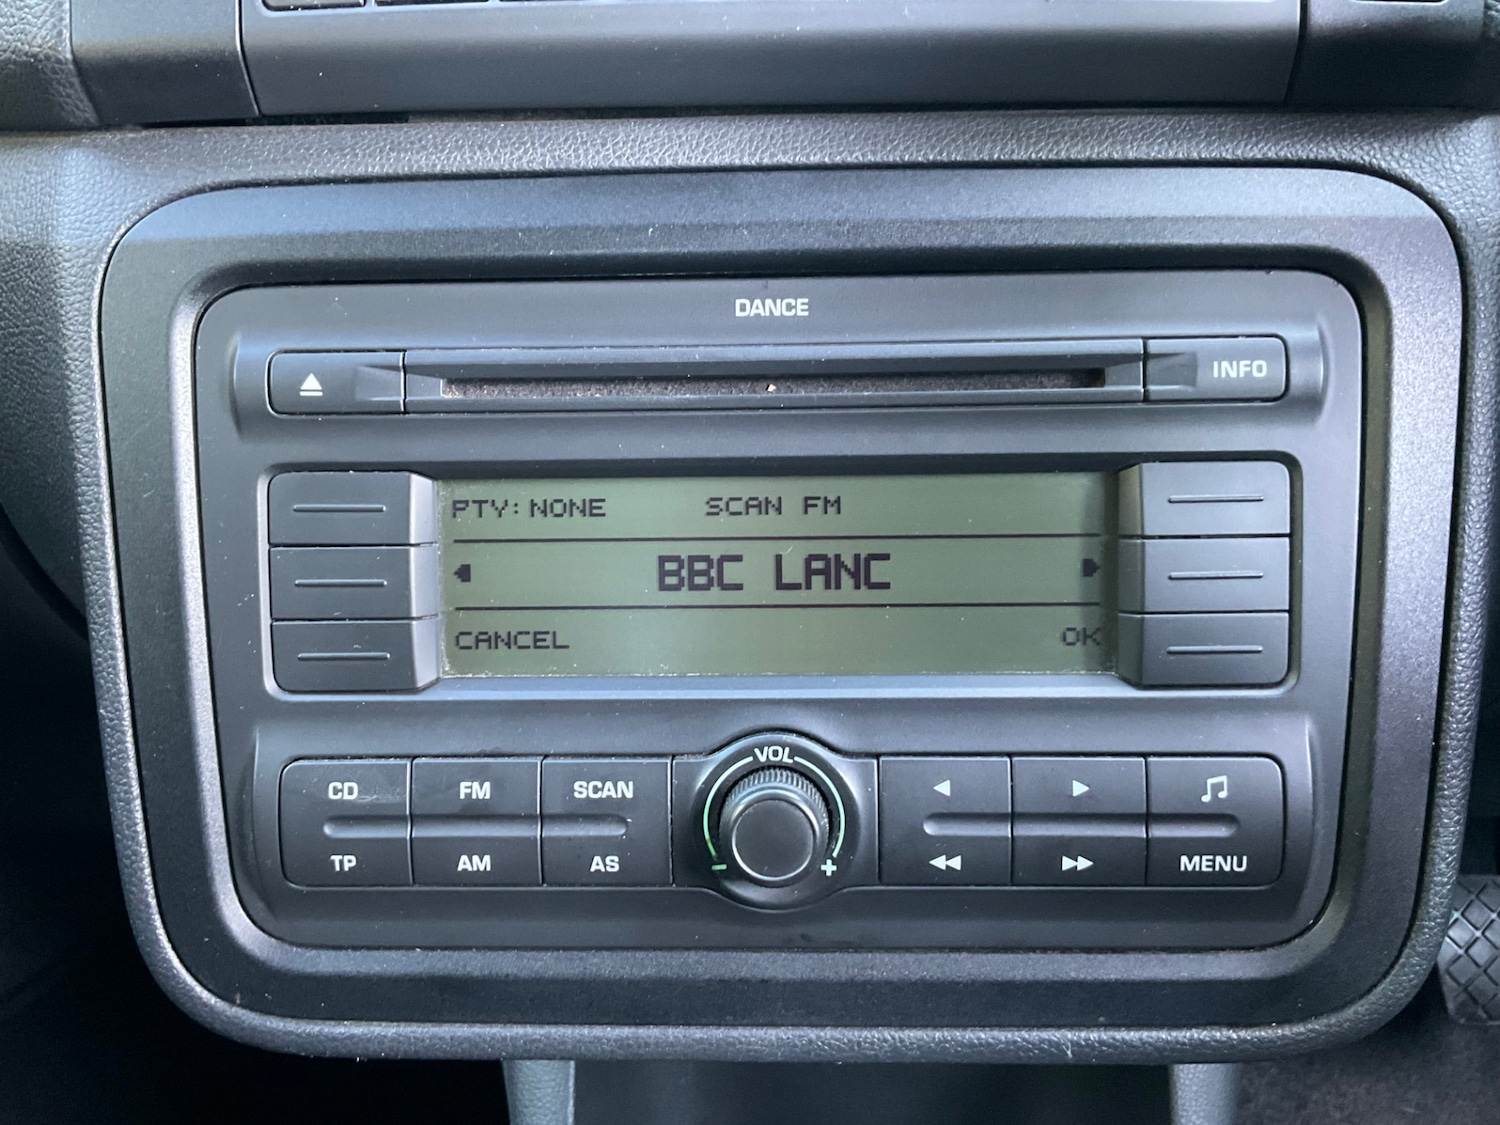 DANCE
INFO
PTY: NONE SCAN FM
BBC LANC
CANCEL OK
VOL
CD FM SCAN
- +
TP AM AS MENU